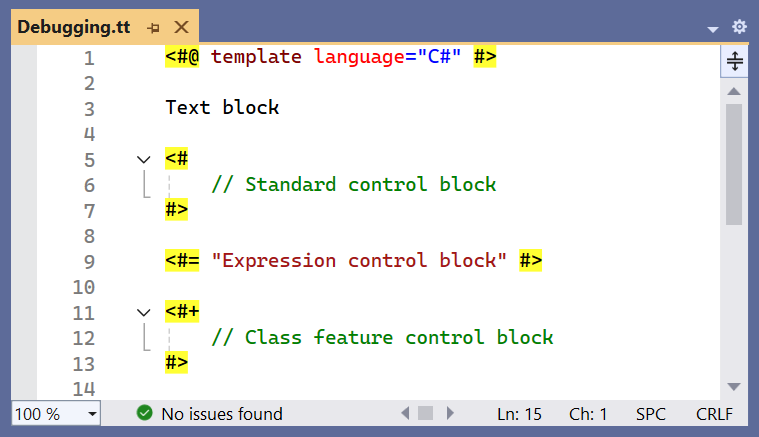 Debugging.tt
1 <#@ template language="C#" #>
2
3 Text block
4
5 <#
6 // Standard control block
7 #>
8
9 <#= "Expression control block" #>
10
11 <#+
12 // Class feature control block
13 #>
14
100 % No issues found Ln: 15 Ch: 1 SPC CRLF